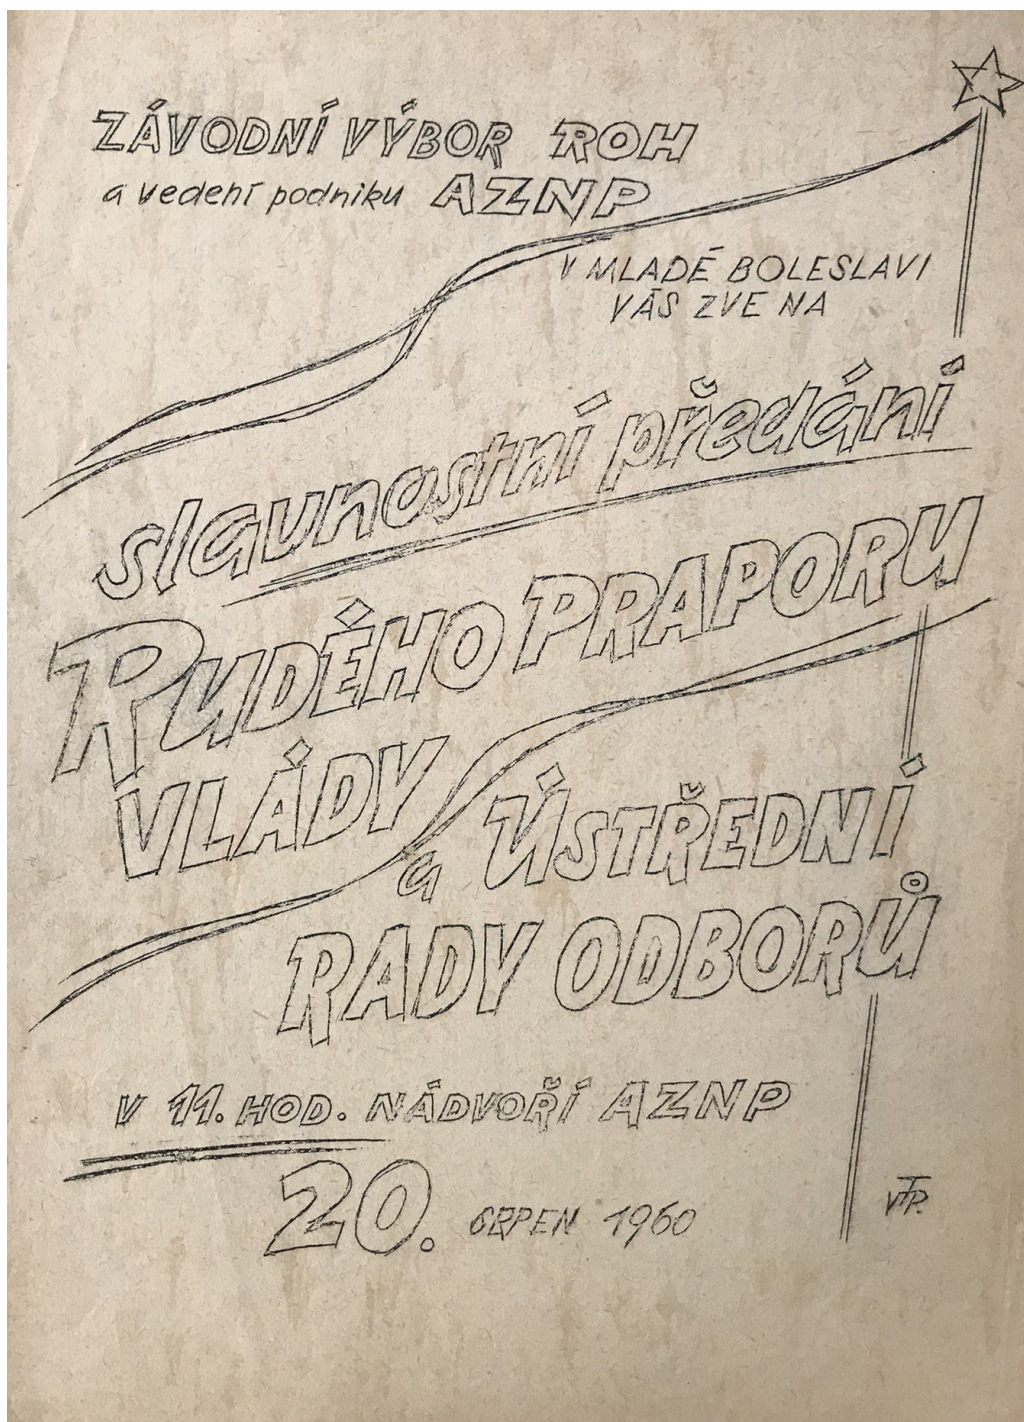 ZÁVODNÍ VÝBOR ROH
a vedení podniku AZNP
V MLADÉ BOLESLAVI
VÁS ZVE NA
slavnostní předání
RUDÉHO PRAPORU
VLÁDY
a ÚSTŘEDNÍ
RADY ODBORŮ
V 11. HOD. NÁDVOŘÍ AZNP
20. SRPEN 1960
VTR.